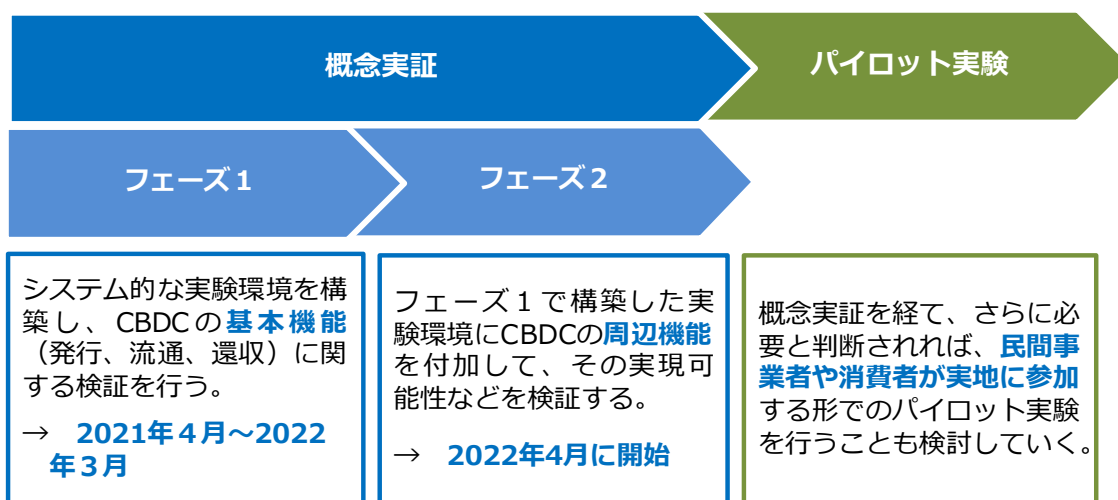 概念実証
パイロット実験
フェーズ1
フェーズ2
システム的な実験環境を構
築し、CBDCの基本機能
（発行、流通、還収）に関
する検証を行う。
→ 2021年４月～2022
年３月
フェーズ１で構築した実
験環境にCBDCの周辺機能
を付加して、その実現可
能性などを検証する。
→ 2022年4月に開始
概念実証を経て、さらに必
要と判断されれば、民間事
業者や消費者が実地に参加
する形でのパイロット実験
を行うことも検討していく。